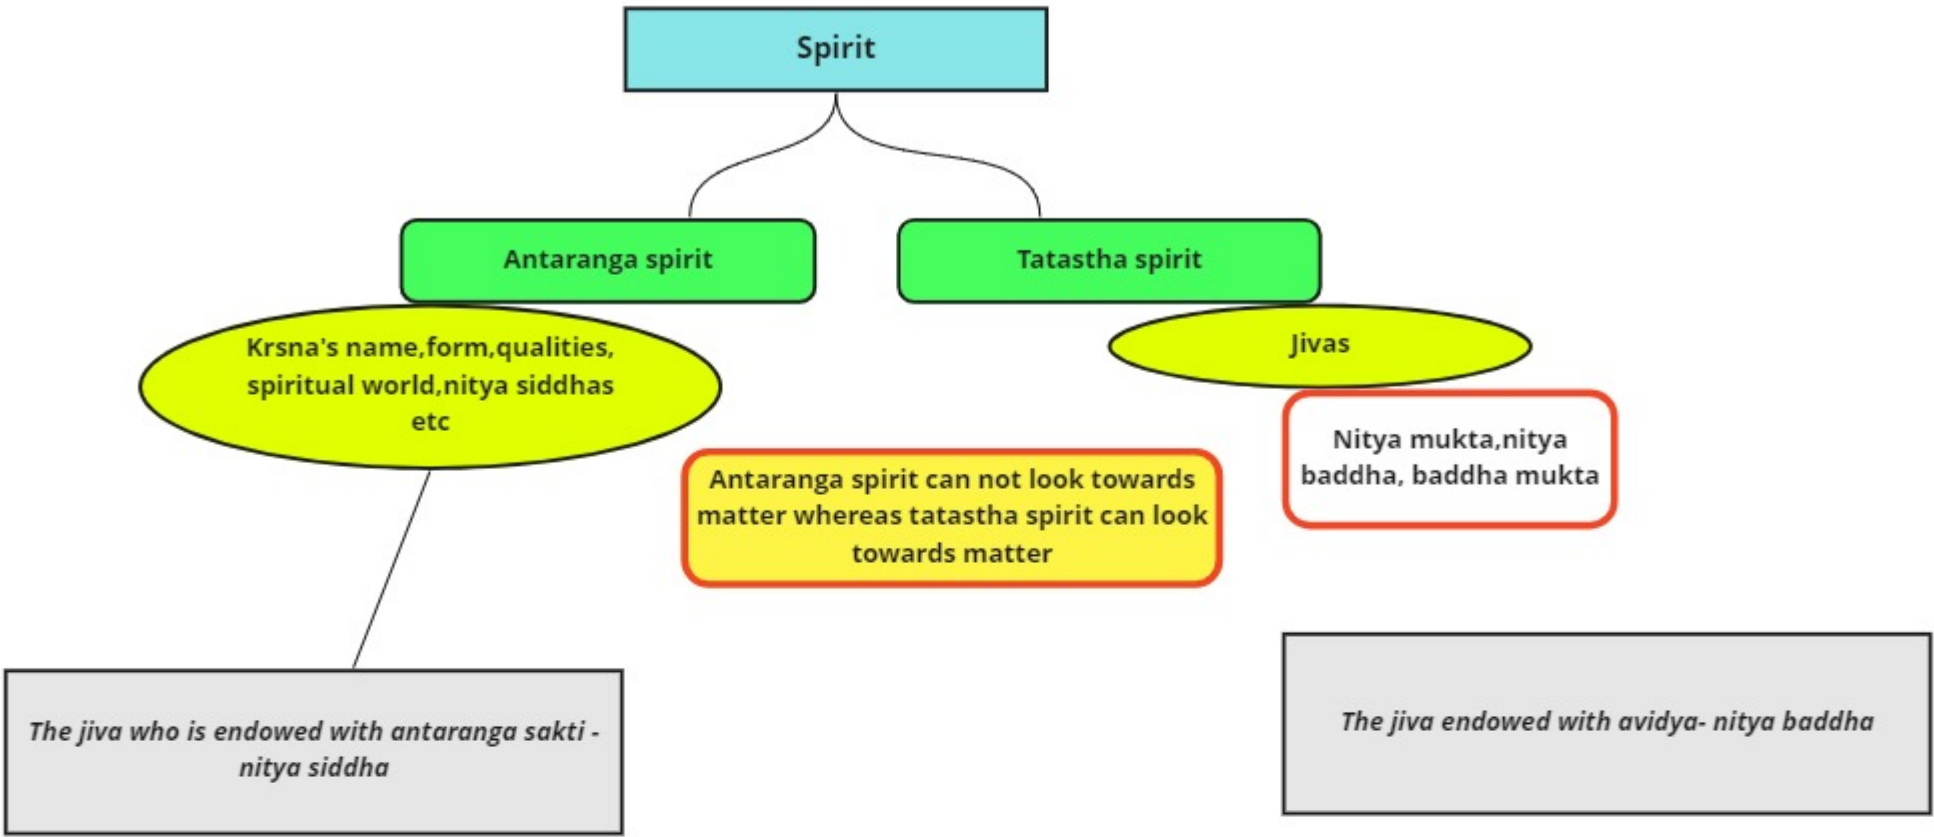 Spirit
Antaranga spirit
Tatastha spirit
Krsna's name,form,qualities,
spiritual world,nitya siddhas
etc
Jivas
Nitya mukta,nitya
baddha, baddha mukta
Antaranga spirit can not look towards
matter whereas tatastha spirit can look
towards matter
The jiva who is endowed with antaranga sakti -
nitya siddha
The jiva endowed with avidya- nitya baddha